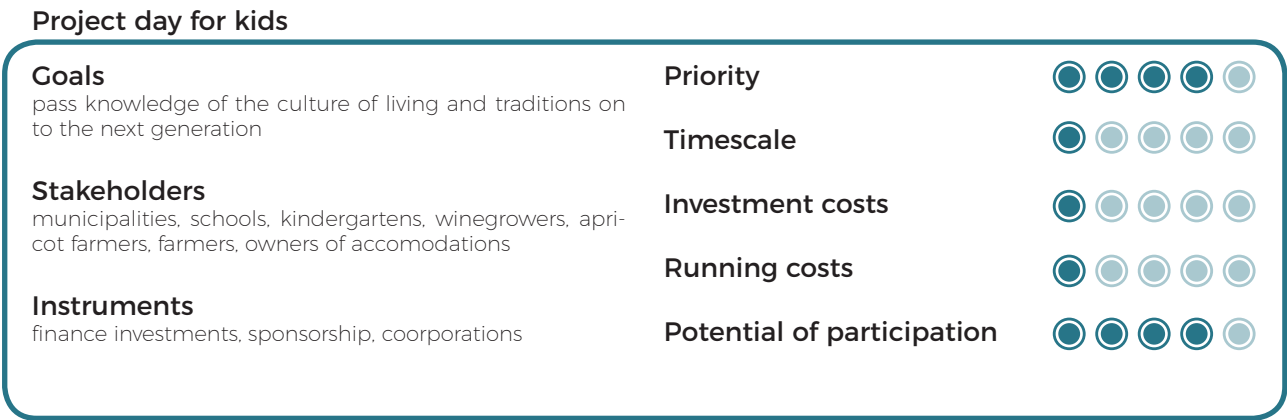 Project day for kids
Goals
pass knowledge of the culture of living and traditions on
to the next generation
Stakeholders
municipalities, schools, kindergartens, winegrowers, apri-
cot farmers, farmers, owners of accomodations
Instruments
finance investments, sponsorship, coorporations
Priority
Timescale
Investment costs
Running costs
Potential of participation